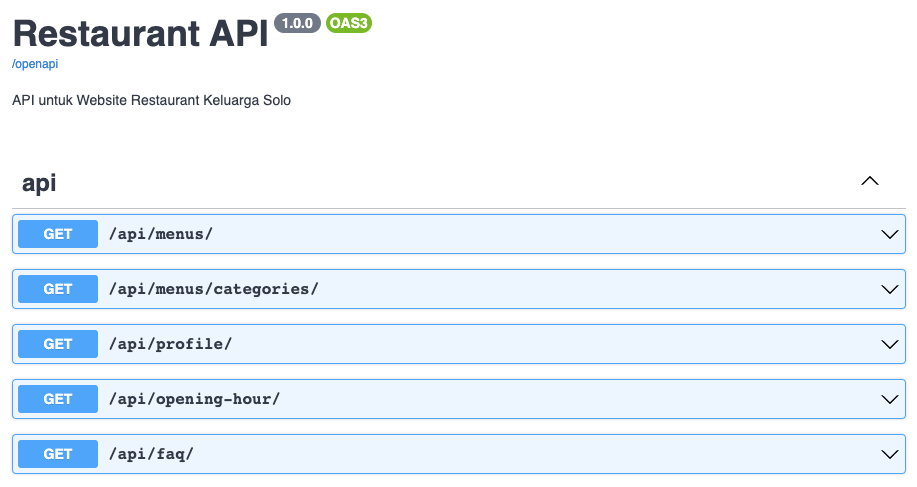 Restaurant API 1.0.0 OAS3
/openapi
API untuk Website Restaurant Keluarga Solo
api
GET /api/menus/
GET /api/menus/categories/
GET /api/profile/
GET /api/opening-hour/
GET /api/faq/